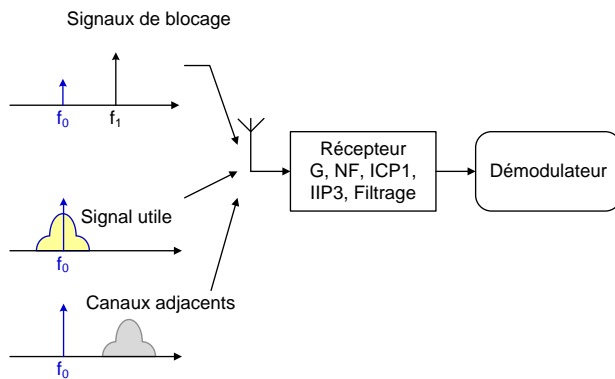 Signaux de blocage
f₀
f₁
Signal utile
f₀
Canaux adjacents
f₀
Récepteur
G, NF, ICP1,
IIP3, Filtrage
Démodulateur